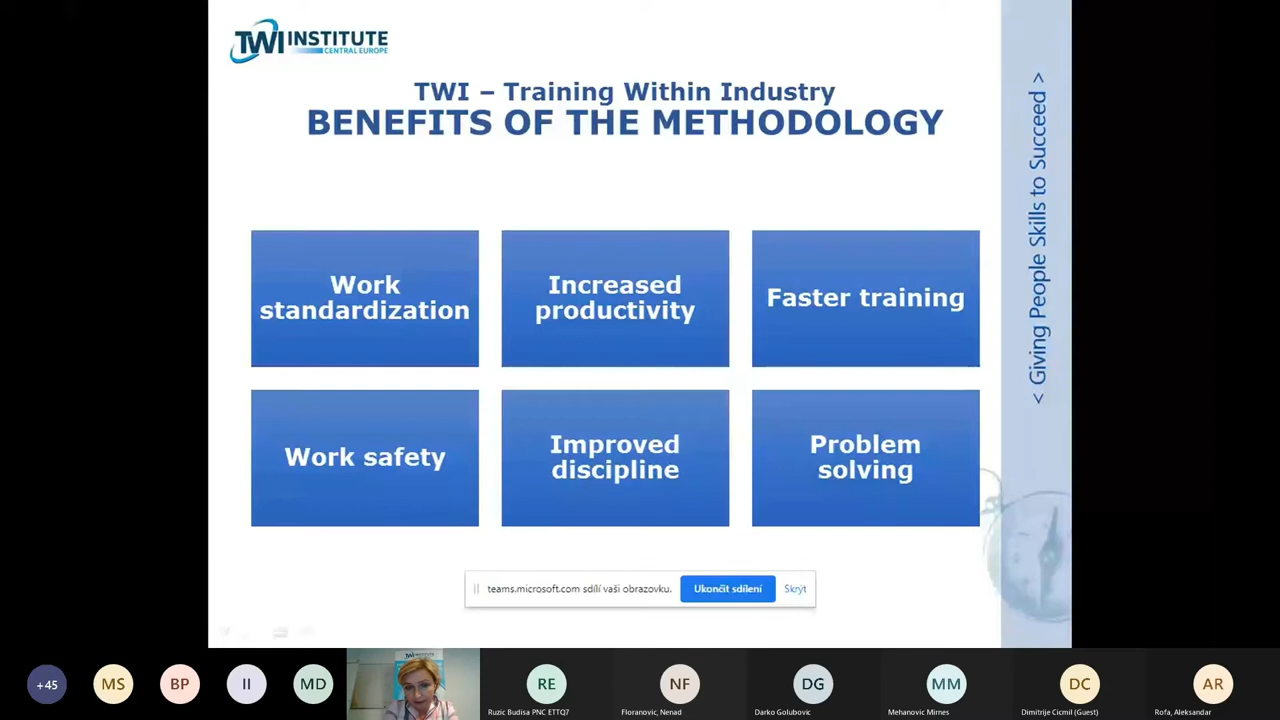 TWI INSTITUTE
CENTRAL EUROPE
TWI – Training Within Industry
BENEFITS OF THE METHODOLOGY
Work
standardization
Increased
productivity
Faster training
Work safety
Improved
discipline
Problem
solving
< Giving People Skills to Succeed >
teams.microsoft.com sdílí vaši obrazovku.
Ukončit sdílení
Skrýt
+45
MS
BP
II
MD
TWI INSTITUTE
RE
NF
DG
MM
DC
AR
Ruzic Budisa PNC ETTQ7
Floranovic, Nenad
Darko Golubovic
Mehanovic Mirnes
Dimitrije Cicmil (Guest)
Rofa, Aleksandar